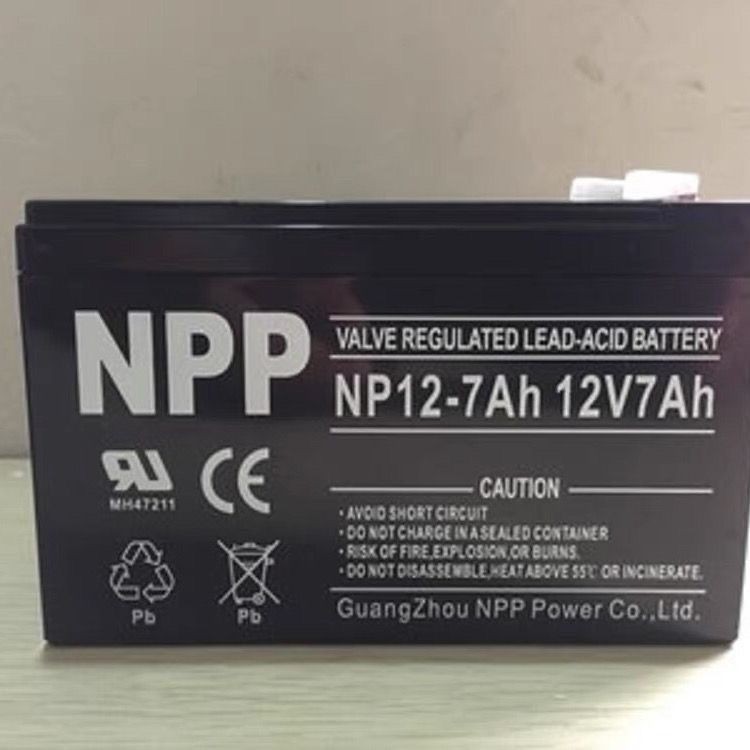 NPP
VALVE REGULATED LEAD-ACID BATTERY
NP12-7Ah 12V7Ah
MH47211
CE
CAUTION
• AVOID SHORT CIRCUIT
• DO NOT CHARGE IN A SEALED CONTAINER
• RISK OF FIRE,EXPLOSION,OR BURNS.
• DO NOT DISASSEMBLE,HEAT ABOVE 55℃ OR INCINERATE.
Pb
Pb
GuangZhou NPP Power Co.,Ltd.